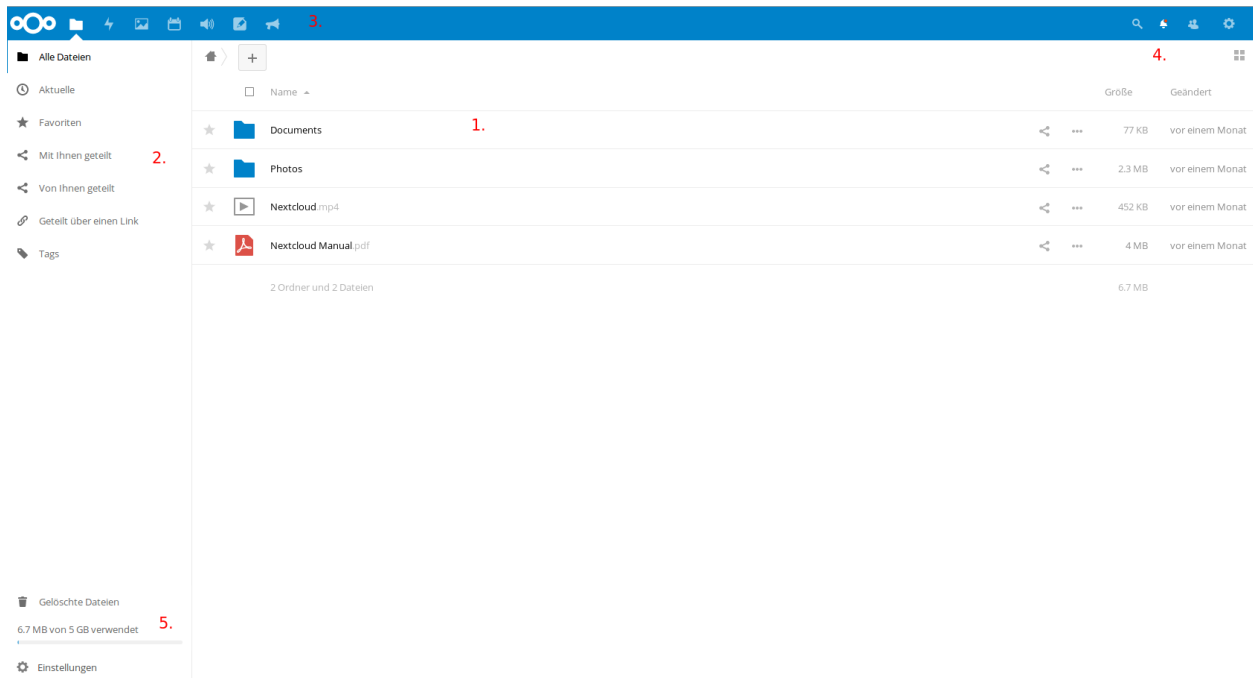 3.
Alle Dateien
4.
Aktuelle
Name Größe Geändert
Favoriten
1.
Documents 77 KB vor einem Monat
Mit Ihnen geteilt
2.
Photos 2.3 MB vor einem Monat
Von Ihnen geteilt
Nextcloud.mp4 452 KB vor einem Monat
Geteilt über einen Link
Nextcloud Manual.pdf 4 MB vor einem Monat
Tags
2 Ordner und 2 Dateien 6.7 MB
Gelöschte Dateien
6.7 MB von 5 GB verwendet
5.
Einstellungen